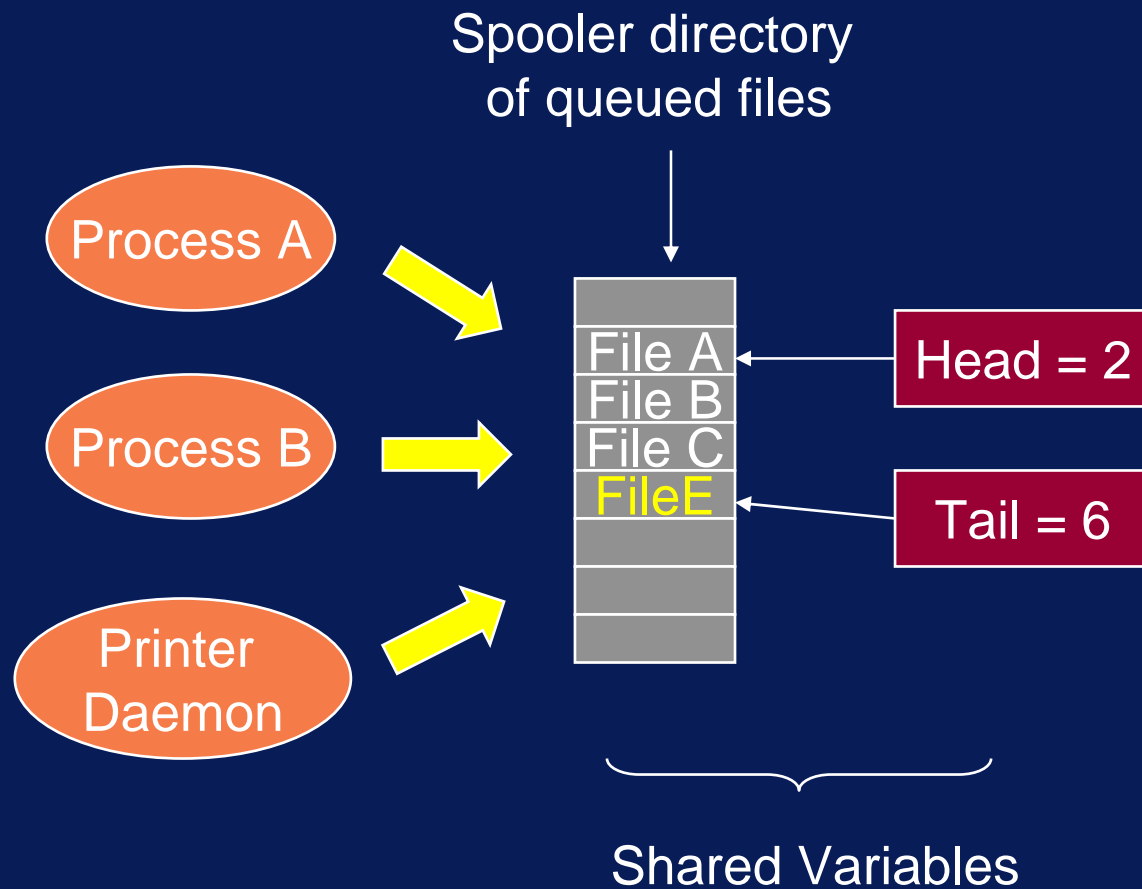 Spooler directory
of queued files
Process A
Process B
Printer
Daemon
File A
File B
File C
FileE
Head = 2
Tail = 6
Shared Variables